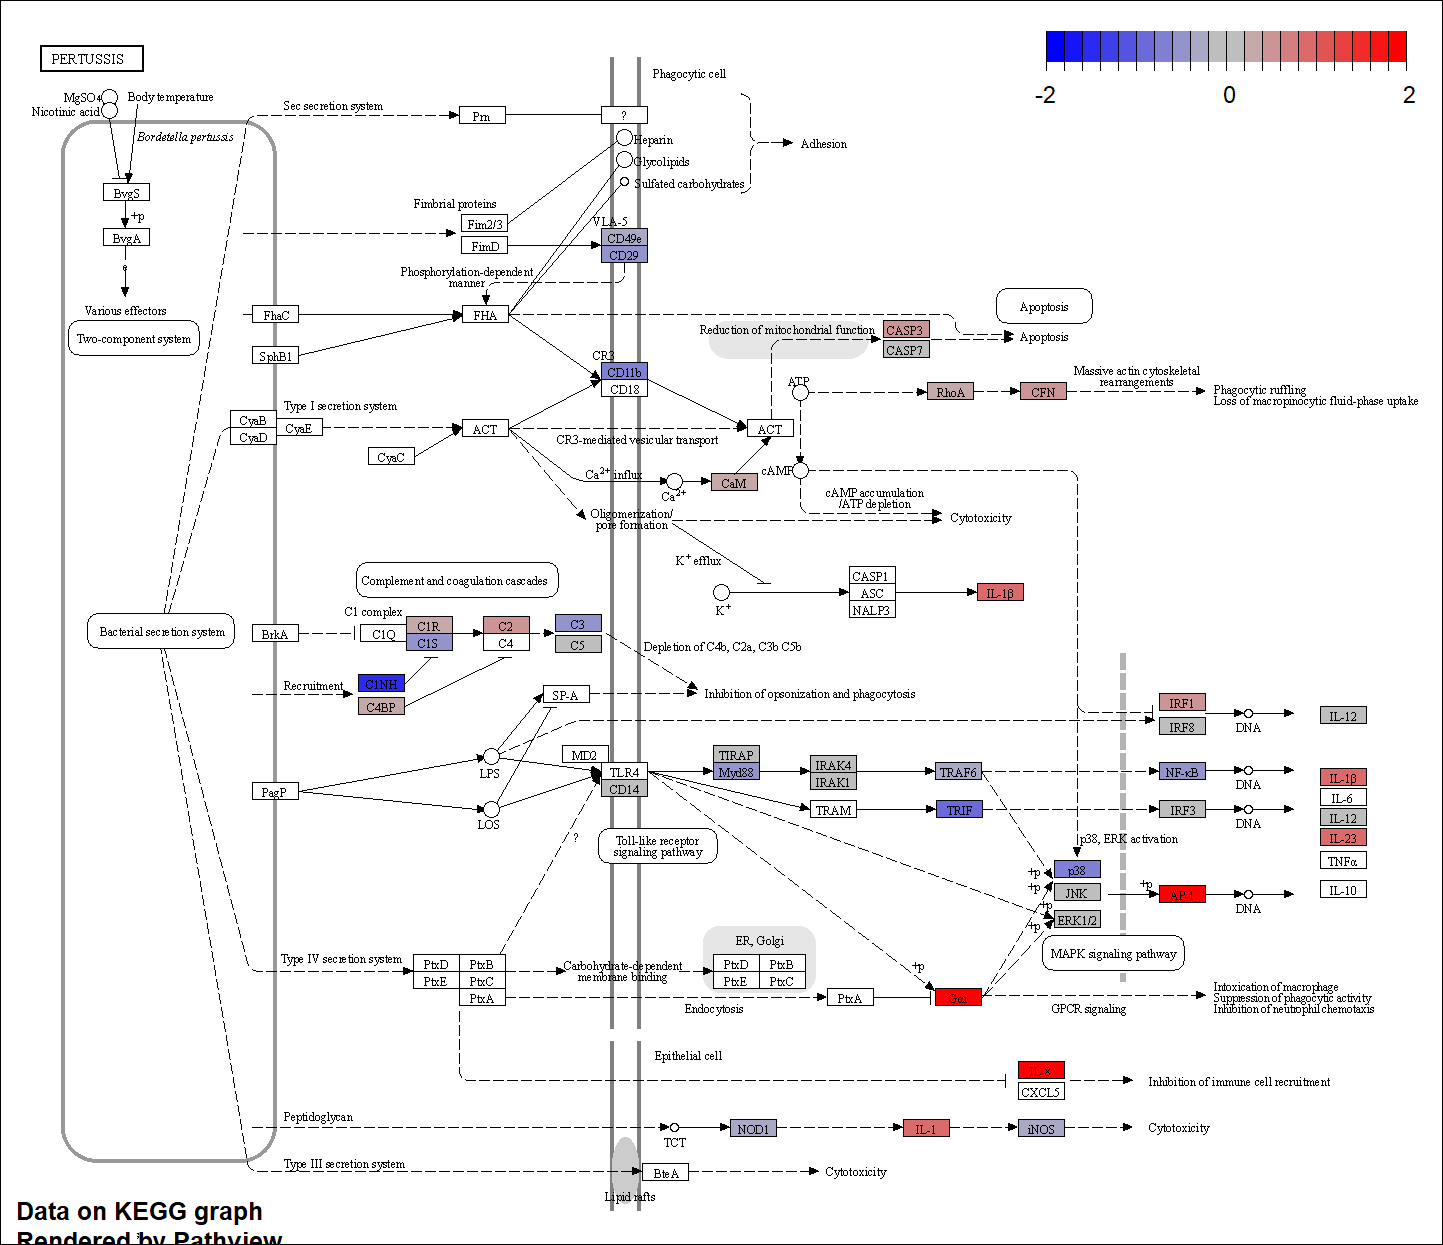 PERTUSSIS
-2
0
2
MgSO4
Nicotinic acid
Body temperature
Bordetella pertussis
BvgS
+p
BvgA
e
Various effectors
Two-component system
Sec secretion system
Prn
?
Phagocytic cell
Heparin
Glycolipids
Sulfated carbohydrates
Adhesion
Fimbrial proteins
Fim2/3
FimD
VLA-5
CD49e
CD29
Phosphorylation-dependent
manner
FhaC
FHA
SphB1
CR3
CD11b
CD18
Reduction of mitochondrial function
CASP3
CASP7
Apoptosis
Apoptosis
ATP
RhoA
CFN
Massive actin cytoskeletal
rearrangements
Phagocytic ruffling
Loss of macropinocytic fluid-phase uptake
Type I secretion system
CyaB
CyaD
CyaE
CyaC
ACT
CR3-mediated vesicular transport
ACT
Ca2+ influx
Ca2+
CaM
cAMP
cAMP accumulation
/ATP depletion
Cytotoxicity
Oligomerization/
pore formation
K+ efflux
K+
CASP1
ASC
NALP3
IL-1β
Complement and coagulation cascades
Bacterial secretion system
BrkA
C1 complex
C1Q
C1R
C1S
C2
C4
C3
C5
Depletion of C4b, C2a, C3b C5b
Recruitment
C1NH
C4BP
SP-A
Inhibition of opsonization and phagocytosis
IRF1
IRF8
DNA
IL-12
PagP
LPS
LOS
MD2
TLR4
CD14
TIRAP
Myd88
IRAK4
IRAK1
TRAF6
NF-κB
DNA
IL-1β
IL-6
IL-12
IL-23
TNFα
IL-10
TRAM
TRIF
IRF3
DNA
?
Toll-like receptor
signaling pathway
p38, ERK activation
+p
+p
+p
+p
p38
JNK
ERK1/2
+p
AP-1
DNA
MAPK signaling pathway
Type IV secretion system
PtxD
PtxB
PtxE
PtxC
PtxA
Carbohydrate-dependent
membrane binding
ER, Golgi
PtxD
PtxB
PtxE
PtxC
Endocytosis
PtxA
+p
Gαi
GPCR signaling
Intoxication of macrophage
Suppression of phagocytic activity
Inhibition of neutrophil chemotaxis
Epithelial cell
IL-8
CXCL5
Inhibition of immune cell recruitment
Peptidoglycan
TCT
NOD1
IL-1
iNOS
Cytotoxicity
Type III secretion system
BteA
Cytotoxicity
Lipid rafts
Data on KEGG graph
Rendered by Pathview